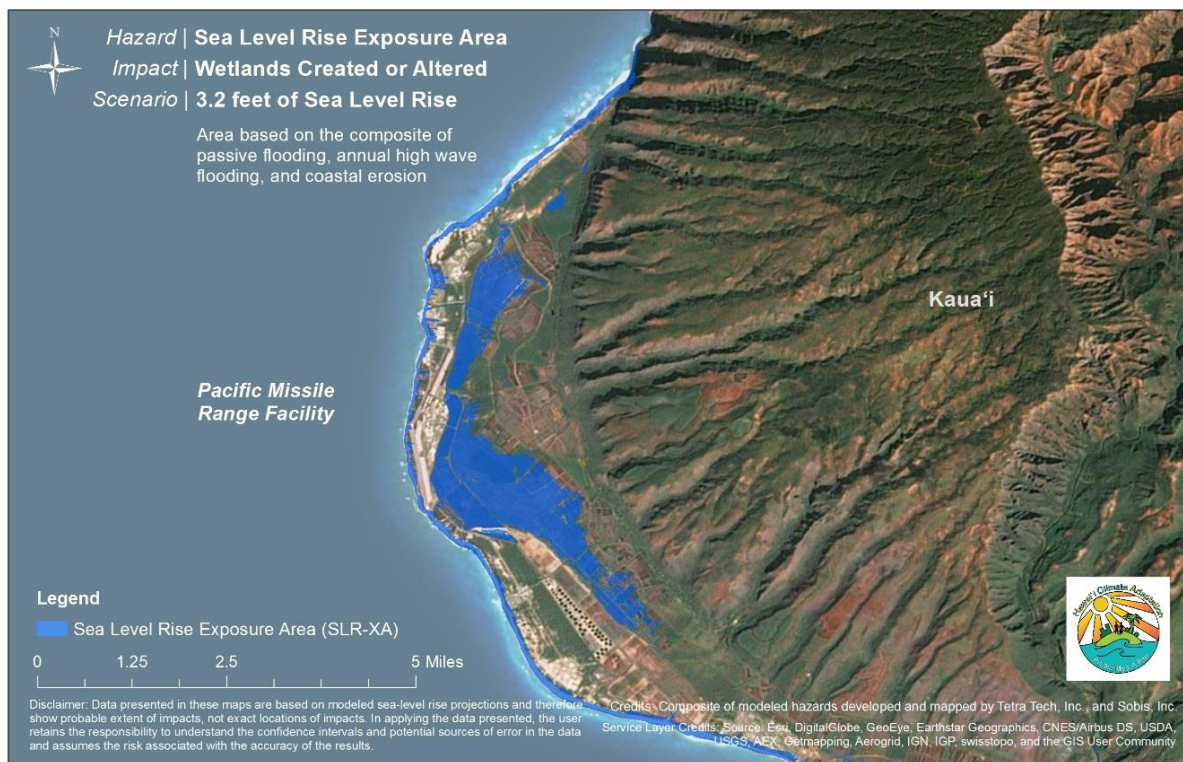 N
Hazard | Sea Level Rise Exposure Area
Impact | Wetlands Created or Altered
Scenario | 3.2 feet of Sea Level Rise
Area based on the composite of
passive flooding, annual high wave
flooding, and coastal erosion
Kauaʻi
Pacific Missile
Range Facility
Legend
Sea Level Rise Exposure Area (SLR-XA)
0 1.25 2.5 5 Miles
Hawaiʻi Climate Adaptation
Disclaimer: Data presented in these maps are based on modeled sea-level rise projections and therefore
show probable extent of impacts, not exact locations of impacts. In applying the data presented, the user
retains the responsibility to understand the confidence intervals and potential sources of error in the data
and assumes the risk associated with the accuracy of the results.
Credits: Composite of modeled hazards developed and mapped by Tetra Tech, Inc., and Sobis, Inc.
Service Layer Credits: Source: Esri, DigitalGlobe, GeoEye, Earthstar Geographics, CNES/Airbus DS, USDA,
USGS, AEX, Getmapping, Aerogrid, IGN, IGP, swisstopo, and the GIS User Community